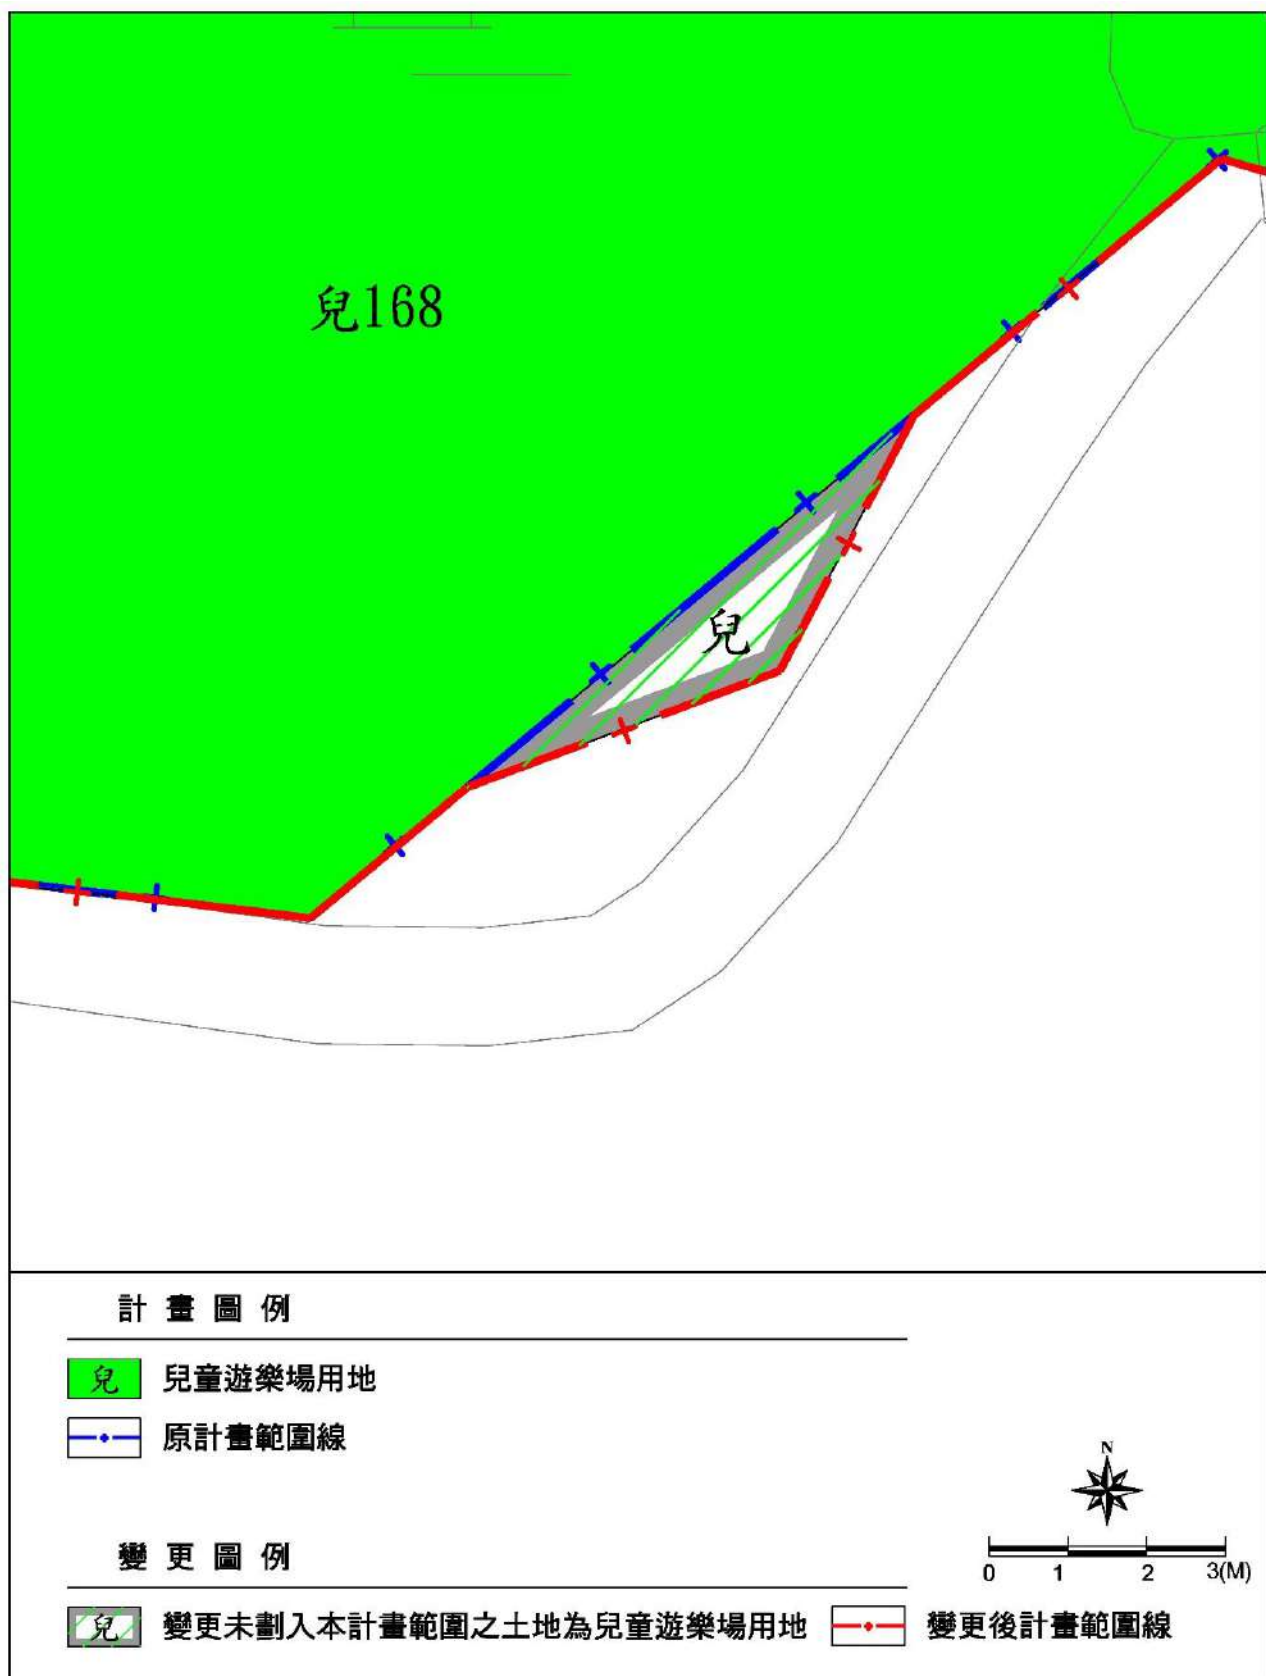 兒168
兒
計畫圖例
兒 兒童遊樂場用地
原計畫範圍線
N
0 1 2 3(M)
變更圖例
兒 變更未劃入本計畫範圍之土地為兒童遊樂場用地 變更後計畫範圍線